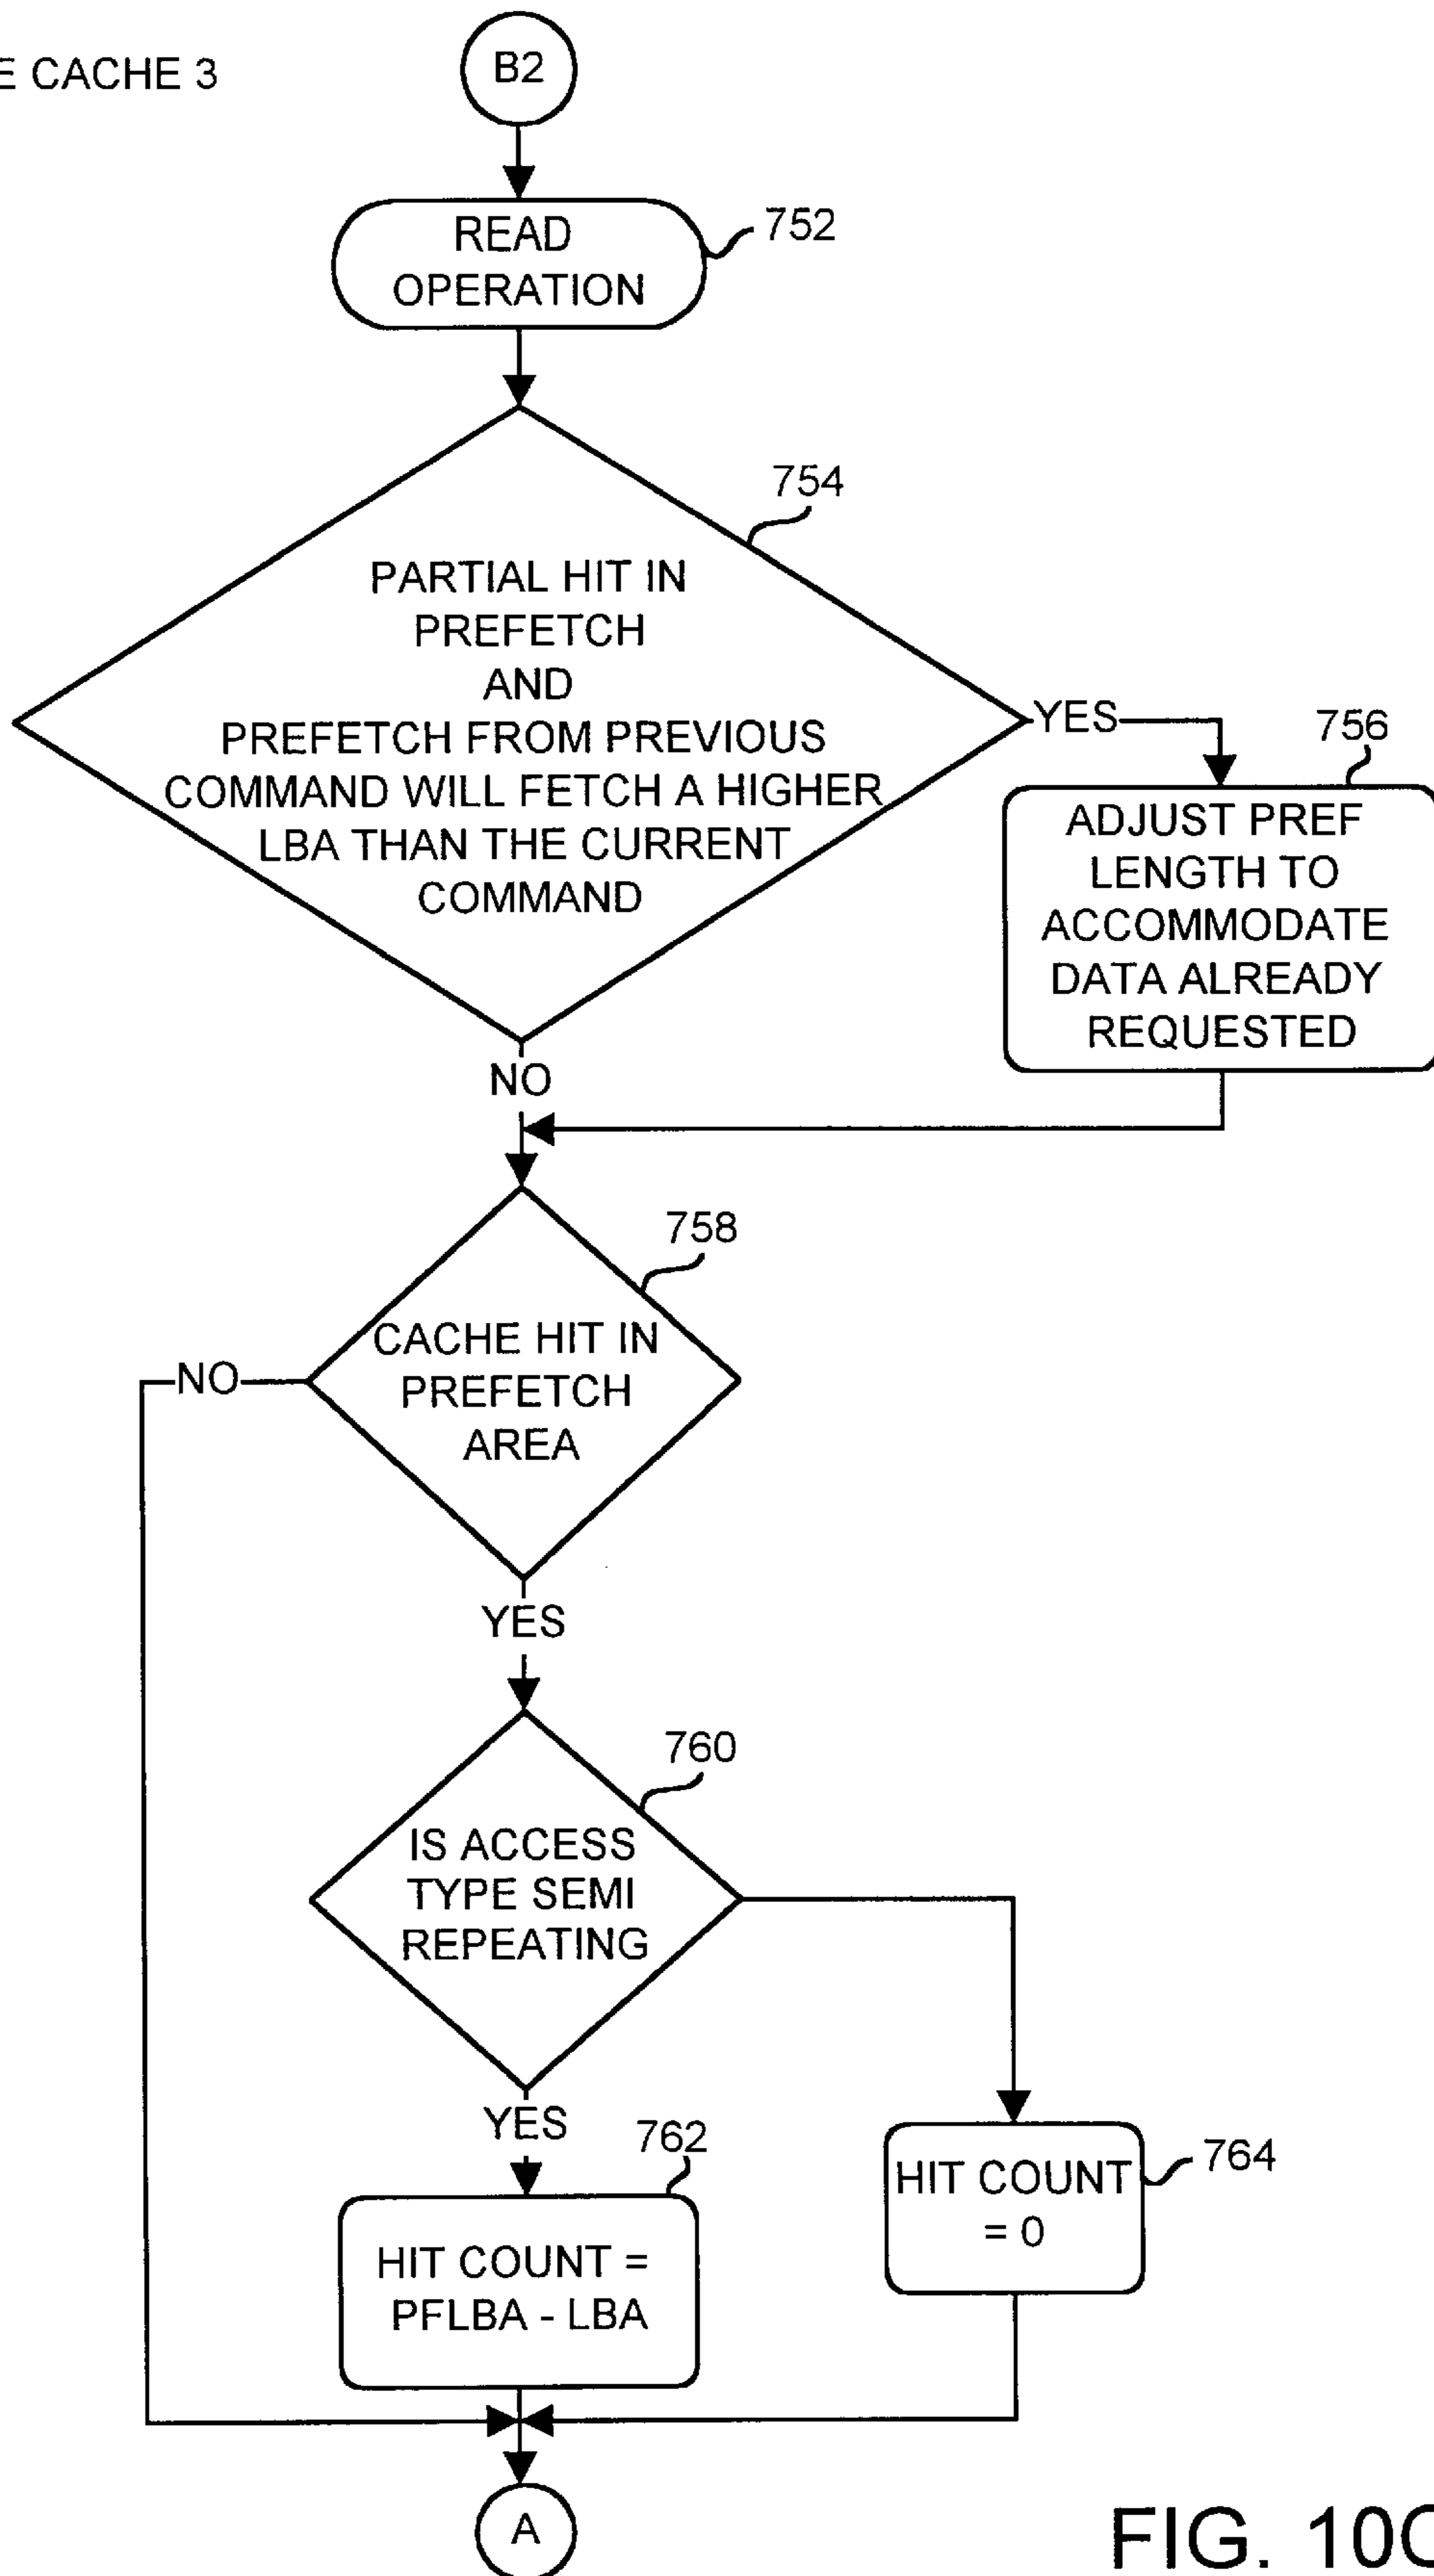 E CACHE 3
B2
READ
OPERATION
752
754
PARTIAL HIT IN
PREFETCH
AND
PREFETCH FROM PREVIOUS
COMMAND WILL FETCH A HIGHER
LBA THAN THE CURRENT
COMMAND
YES
756
ADJUST PREF
LENGTH TO
ACCOMMODATE
DATA ALREADY
REQUESTED
NO
758
CACHE HIT IN
PREFETCH
AREA
NO
YES
760
IS ACCESS
TYPE SEMI
REPEATING
YES
762
HIT COUNT =
PFLBA - LBA
764
HIT COUNT
= 0
A
FIG. 10C